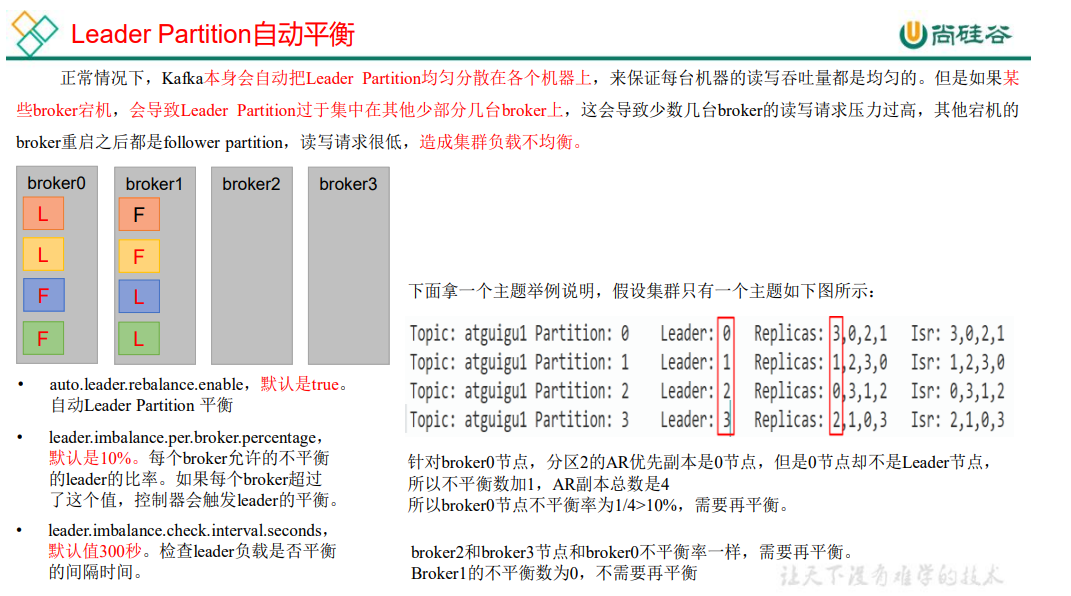 Leader Partition自动平衡
尚硅谷
正常情况下，Kafka本身会自动把Leader Partition均匀分散在各个机器上，来保证每台机器的读写吞吐量都是均匀的。但是如果某
些broker宕机，会导致Leader Partition过于集中在其他少部分几台broker上，这会导致少数几台broker的读写请求压力过高，其他宕机的
broker重启之后都是follower partition，读写请求很低，造成集群负载不均衡。
broker0 broker1 broker2 broker3
L F
L F
F L
F L
下面拿一个主题举例说明，假设集群只有一个主题如下图所示：
Topic: atguigu1 Partition: 0 Leader: 0 Replicas: 3,0,2,1 Isr: 3,0,2,1
Topic: atguigu1 Partition: 1 Leader: 1 Replicas: 1,2,3,0 Isr: 1,2,3,0
Topic: atguigu1 Partition: 2 Leader: 2 Replicas: 0,3,1,2 Isr: 0,3,1,2
Topic: atguigu1 Partition: 3 Leader: 3 Replicas: 2,1,0,3 Isr: 2,1,0,3
• auto.leader.rebalance.enable，默认是true。
自动Leader Partition 平衡
• leader.imbalance.per.broker.percentage，
默认是10%。每个broker允许的不平衡
的leader的比率。如果每个broker超过
了这个值，控制器会触发leader的平衡。
• leader.imbalance.check.interval.seconds，
默认值300秒。检查leader负载是否平衡
的间隔时间。
针对broker0节点，分区2的AR优先副本是0节点，但是0节点却不是Leader节点，
所以不平衡数加1，AR副本总数是4
所以broker0节点不平衡率为1/4>10%，需要再平衡。
broker2和broker3节点和broker0不平衡率一样，需要再平衡。
Broker1的不平衡数为0，不需要再平衡
让天下没有难学的技术